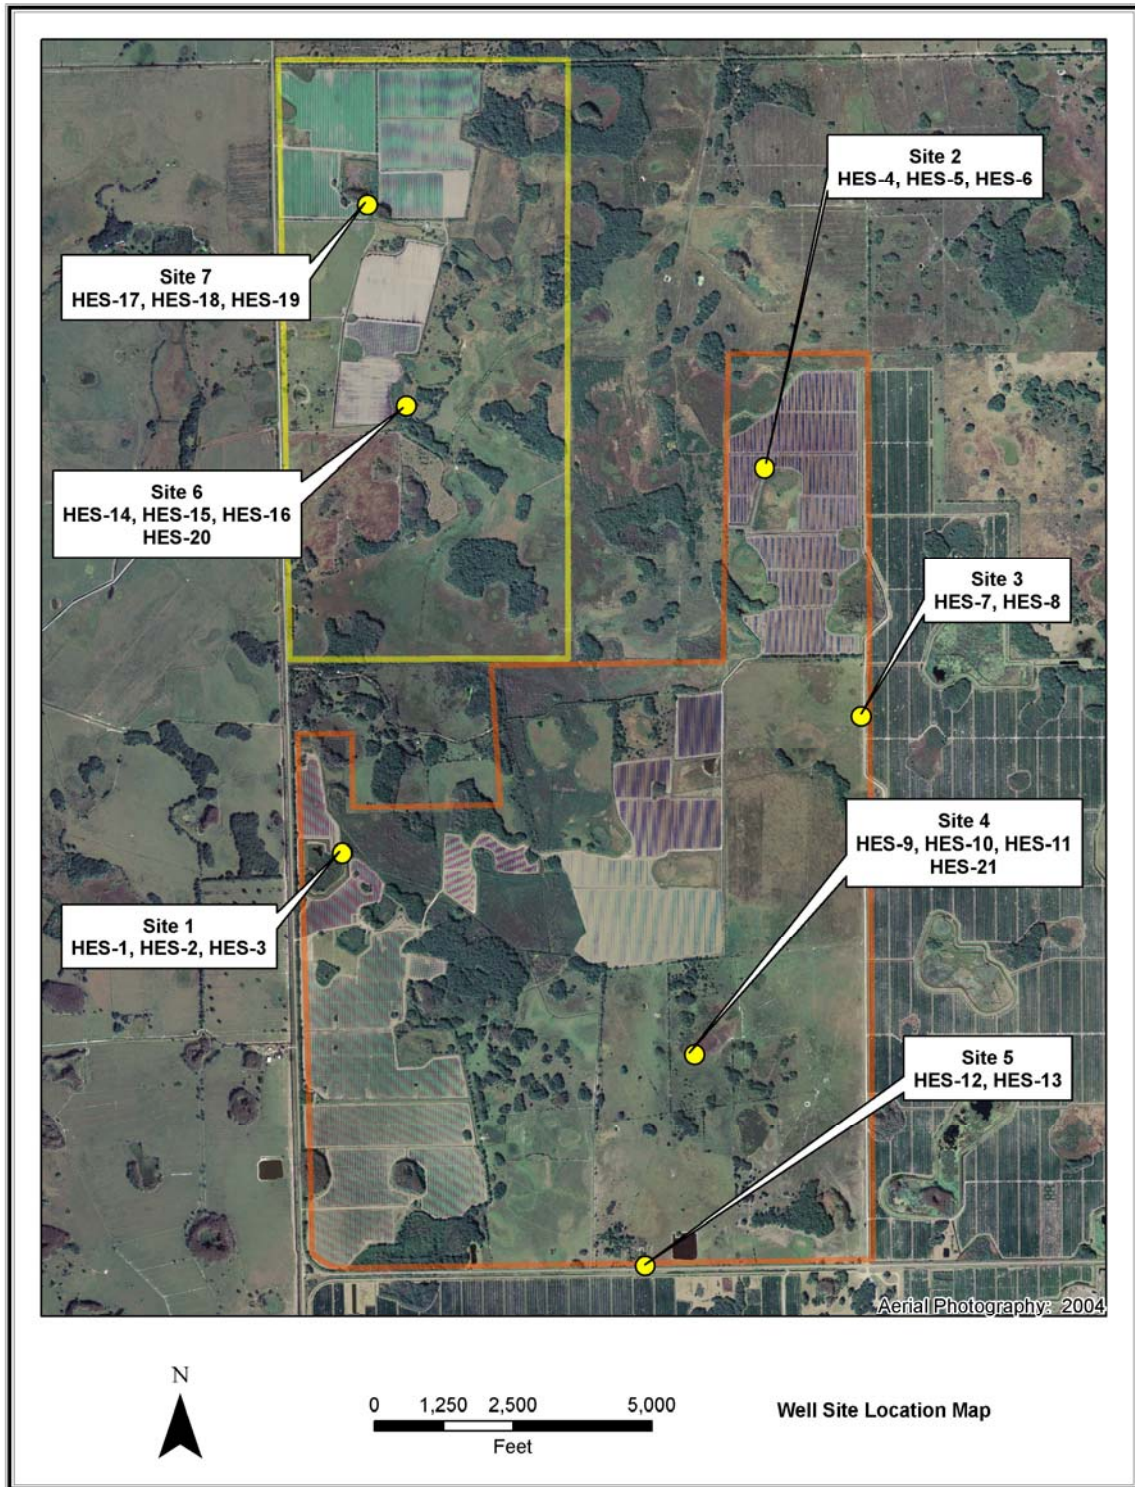 Site 2
HES-4, HES-5, HES-6
Site 7
HES-17, HES-18, HES-19
Site 6
HES-14, HES-15, HES-16
HES-20
Site 3
HES-7, HES-8
Site 4
HES-9, HES-10, HES-11
HES-21
Site 1
HES-1, HES-2, HES-3
Site 5
HES-12, HES-13
Aerial Photography: 2004
N
0 1,250 2,500 5,000
Feet
Well Site Location Map